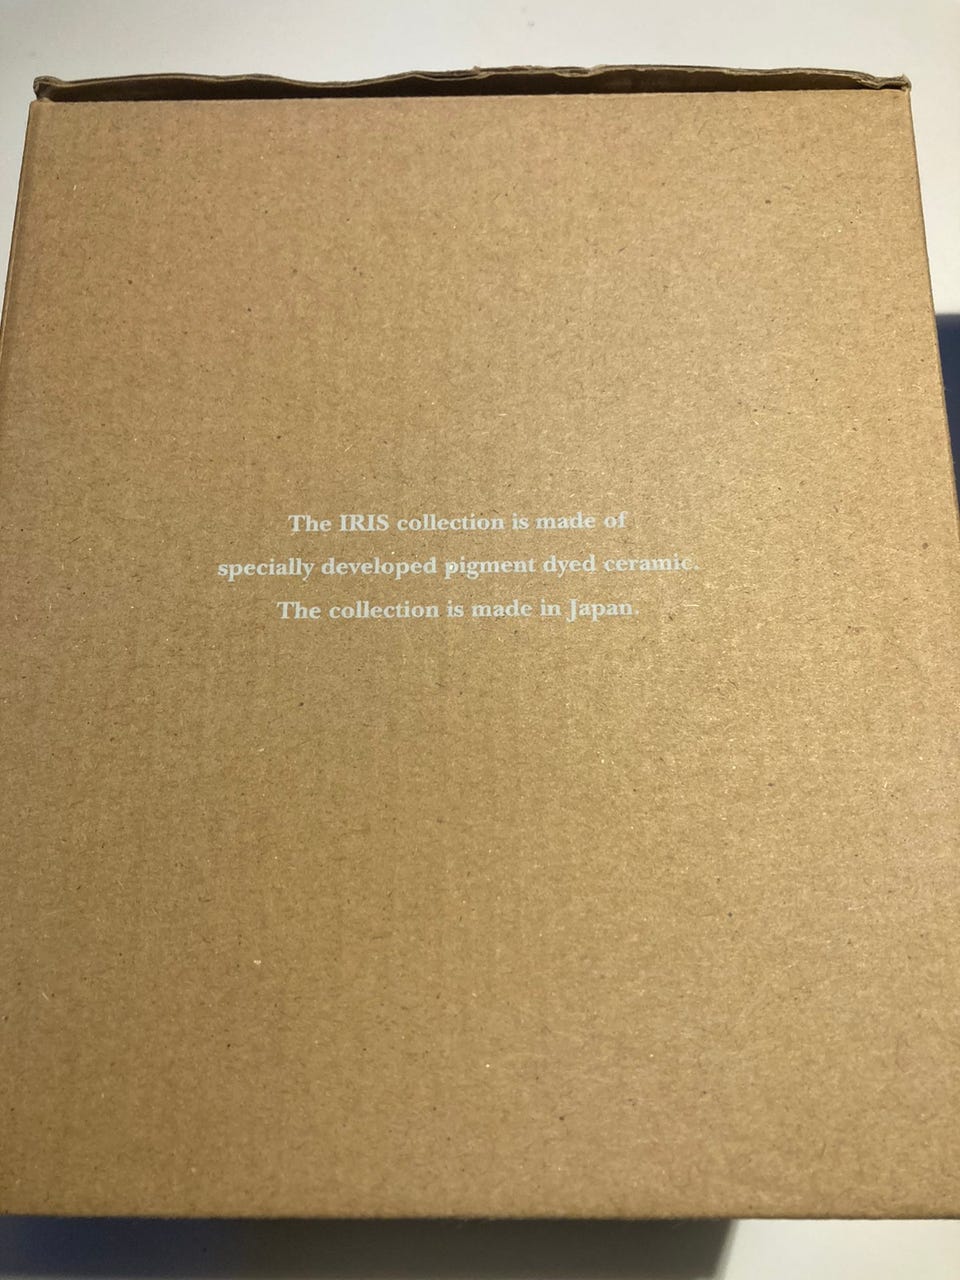 The IRIS collection is made of
specially developed pigment dyed ceramic.
The collection is made in Japan.